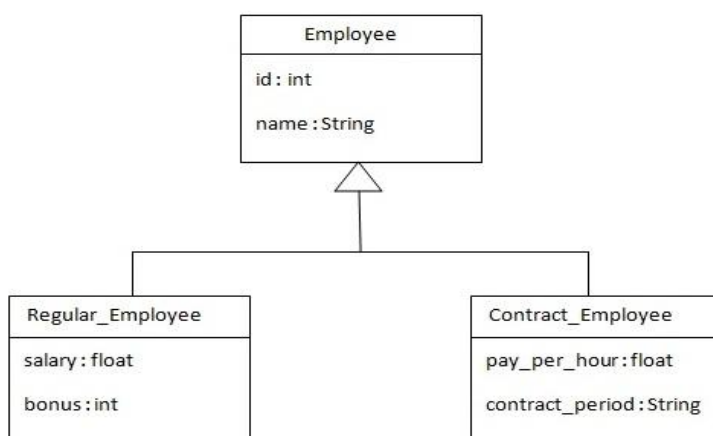 Employee
id : int
name : String
Regular_Employee
salary : float
bonus : int
Contract_Employee
pay_per_hour : float
contract_period : String